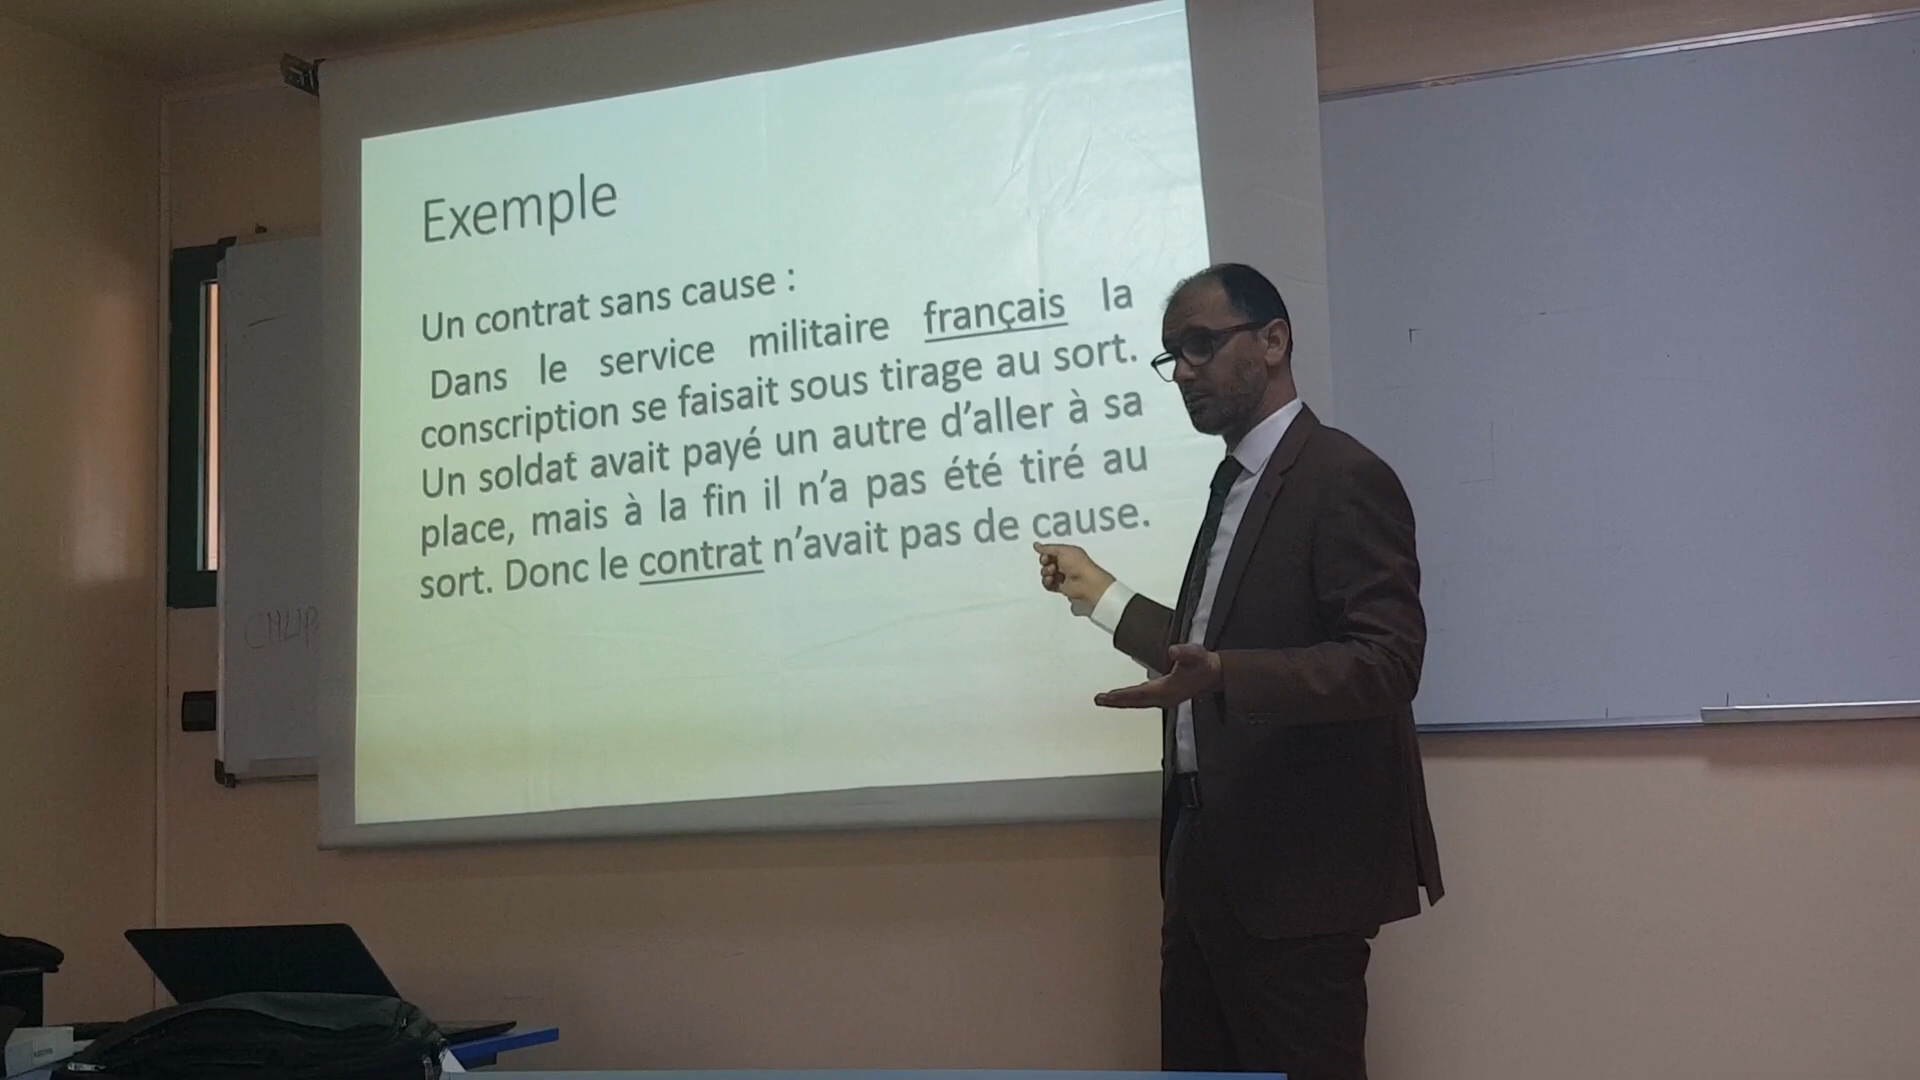 Exemple
Un contrat sans cause :
Dans le service militaire français la
conscription se faisait sous tirage au sort.
Un soldat avait payé un autre d'aller à sa
place, mais à la fin il n'a pas été tiré au
sort. Donc le contrat n'avait pas de cause.